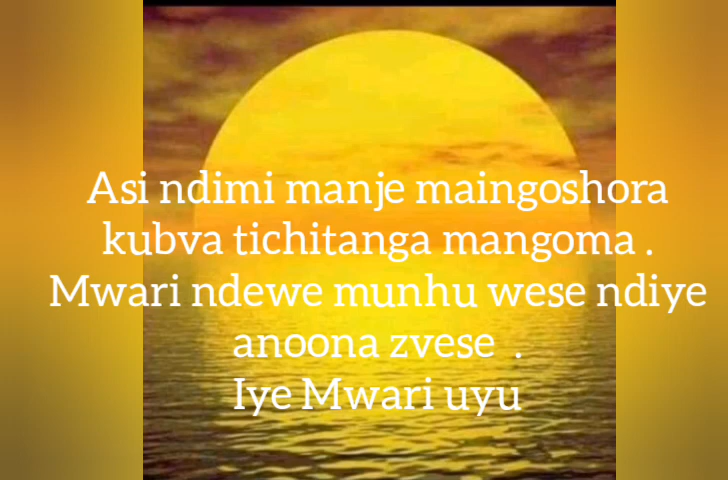 Asi ndimi manje maingoshora
kubva tichitanga mangoma .
Mwari ndewe munhu wese ndiye
anoona zvese .
Iye Mwari uyu